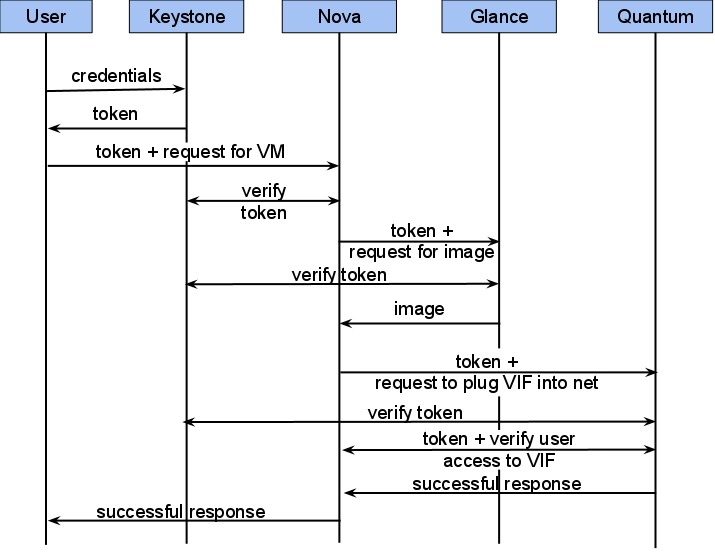 User
Keystone
Nova
Glance
Quantum
credentials
token
token + request for VM
verify
token
token +
request for image
verify token
image
token +
request to plug VIF into net
verify token
token + verify user
access to VIF
successful response
successful response